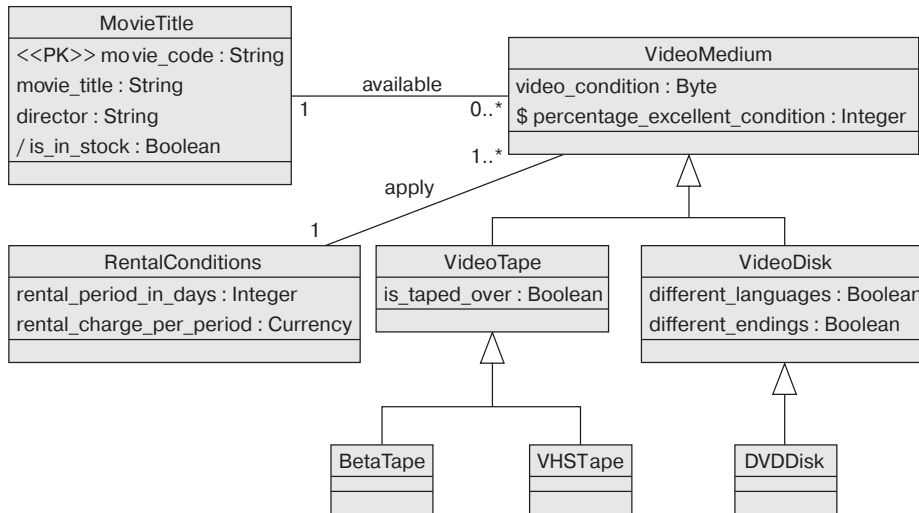 MovieTitle
<<PK>> movie_code : String
movie_title : String
director : String
/ is_in_stock : Boolean
available
1
0..*
VideoMedium
video_condition : Byte
$ percentage_excellent_condition : Integer
1..*
apply
1
RentalConditions
rental_period_in_days : Integer
rental_charge_per_period : Currency
VideoTape
is_taped_over : Boolean
VideoDisk
different_languages : Boolean
different_endings : Boolean
BetaTape
VHSTape
DVDDisk